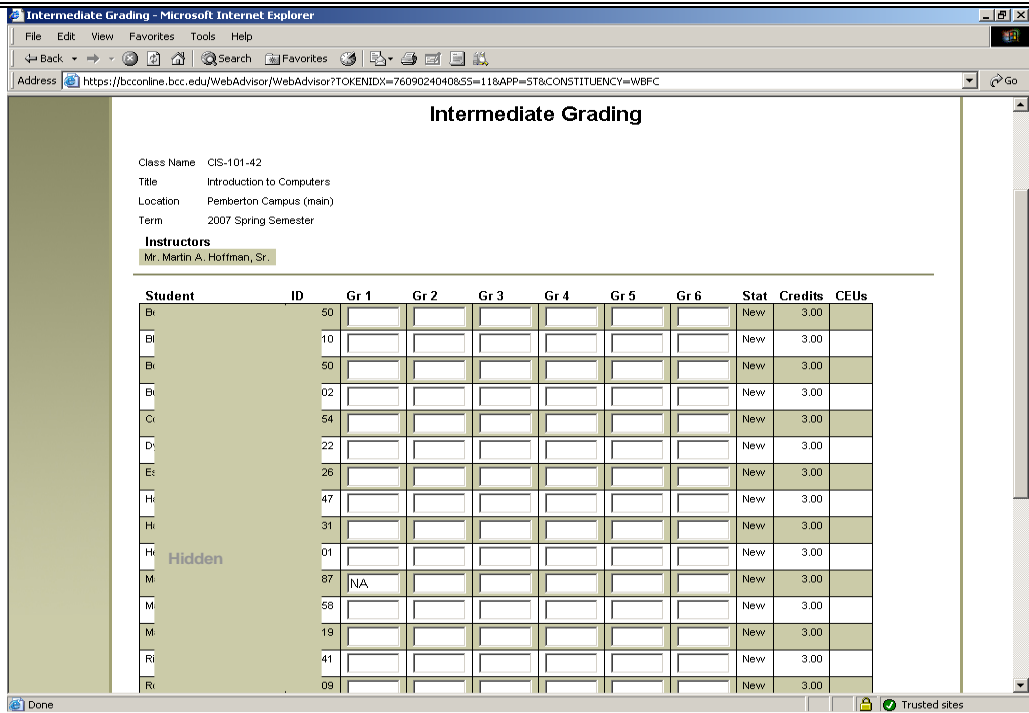 Intermediate Grading - Microsoft Internet Explorer
File Edit View Favorites Tools Help
Back Search Favorites
Address https://bcconline.bcc.edu/WebAdvisor/WebAdvisor?TOKENIDX=7609024040&SS=11&APP=ST&CONSTITUENCY=WBFC Go
Intermediate Grading
Class Name CIS-101-42
Title Introduction to Computers
Location Pemberton Campus (main)
Term 2007 Spring Semester
Instructors
Mr. Martin A. Hoffman, Sr.
Student ID Gr 1 Gr 2 Gr 3 Gr 4 Gr 5 Gr 6 Stat Credits CEUs
50 New 3.00
10 New 3.00
50 New 3.00
02 New 3.00
54 New 3.00
22 New 3.00
26 New 3.00
47 New 3.00
31 New 3.00
01 New 3.00
Hidden
87 NA New 3.00
58 New 3.00
19 New 3.00
41 New 3.00
09 New 3.00
Done Trusted sites